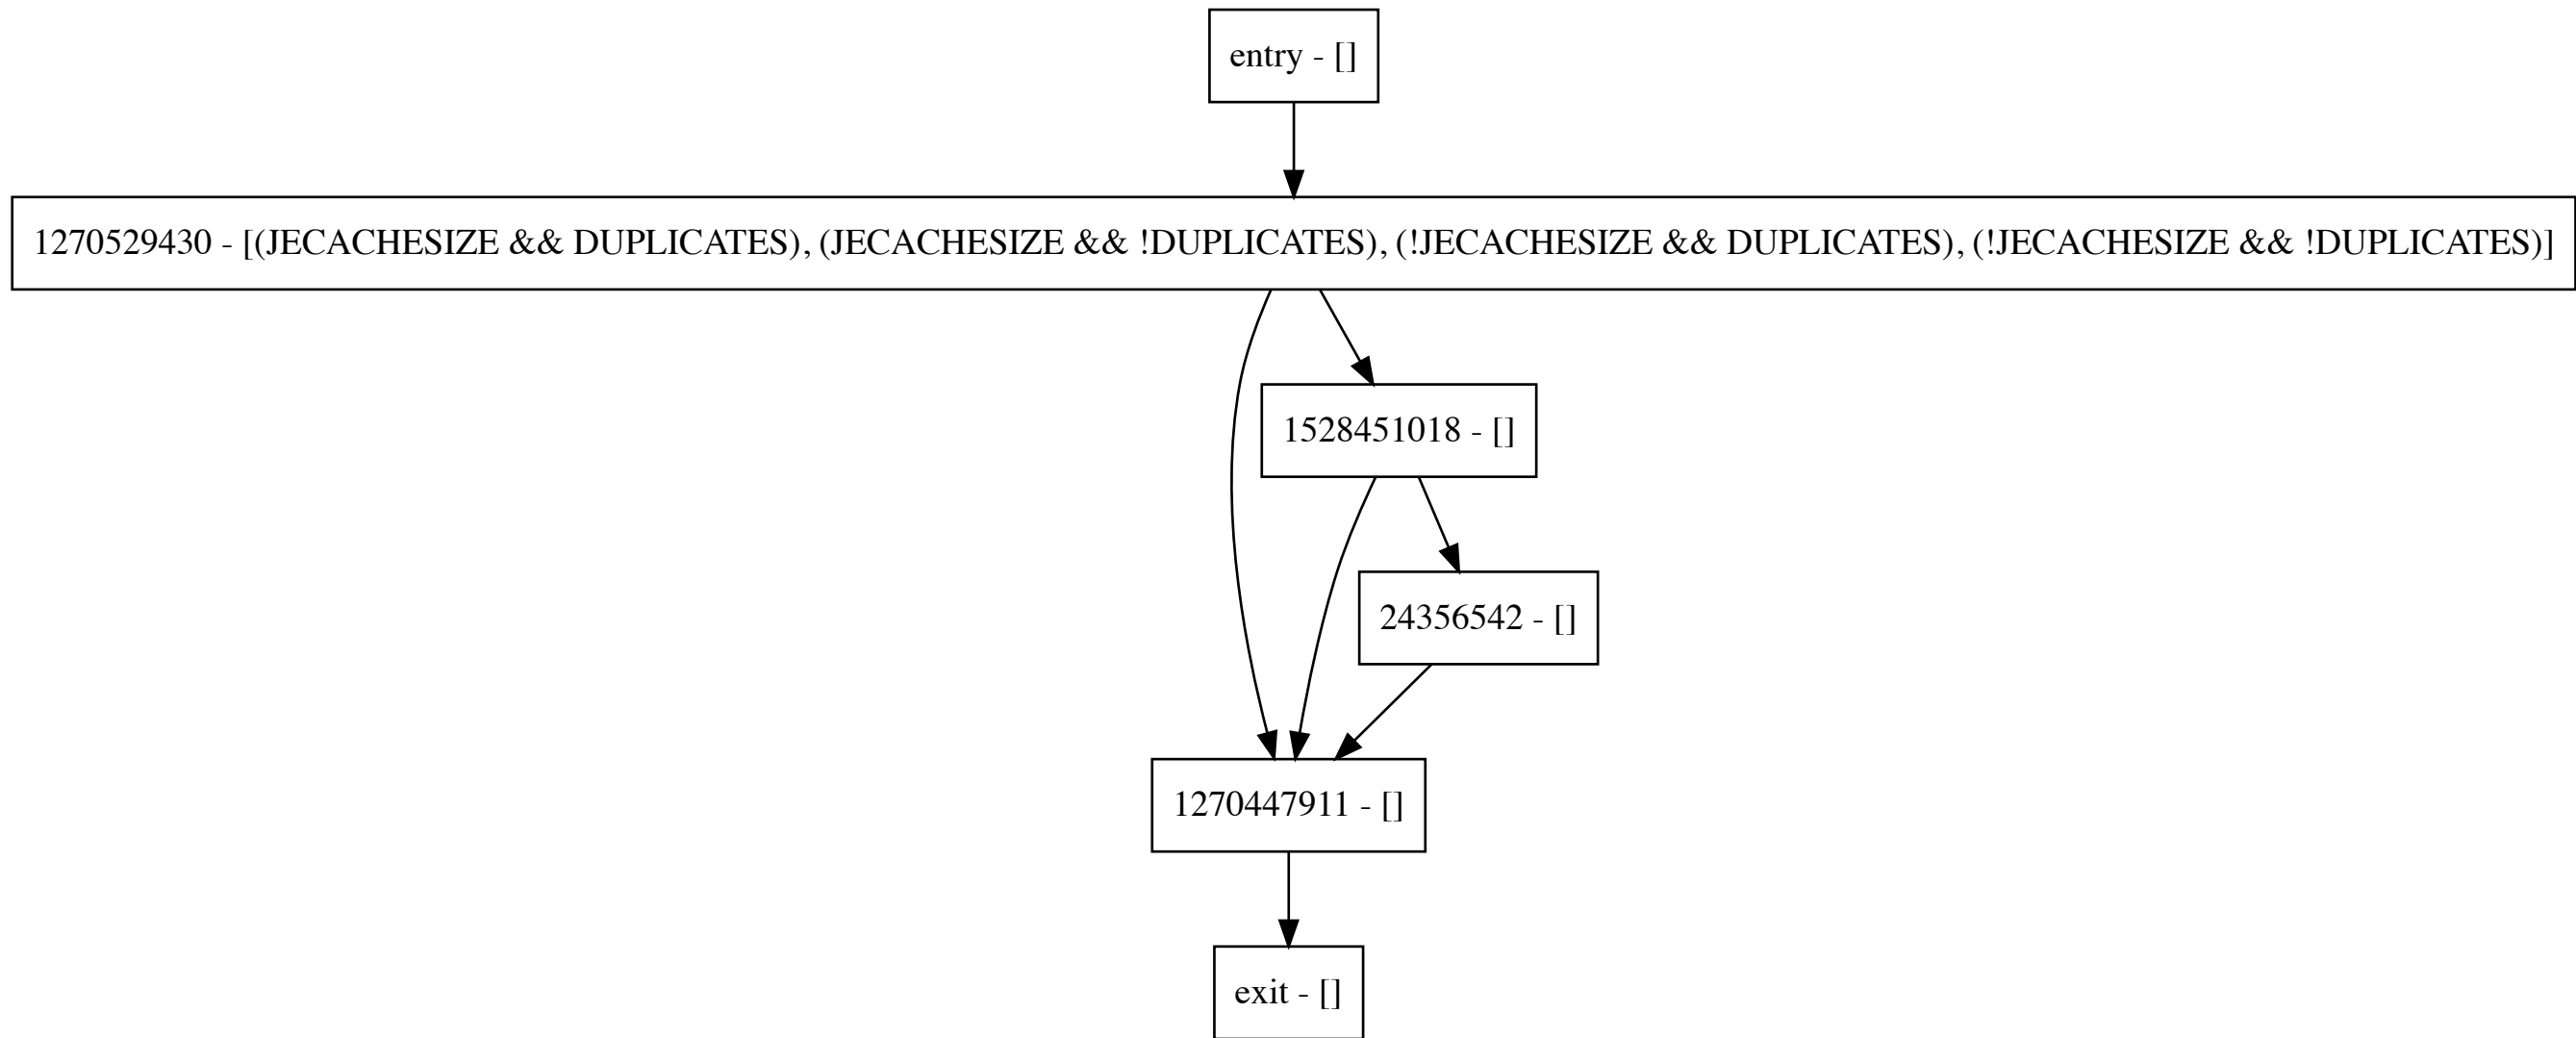 entry - []
1270529430 - [(JECACHESIZE && DUPLICATES), (JECACHESIZE && !DUPLICATES), (!JECACHESIZE && DUPLICATES), (!JECACHESIZE && !DUPLICATES)]
1528451018 - []
24356542 - []
1270447911 - []
exit - []